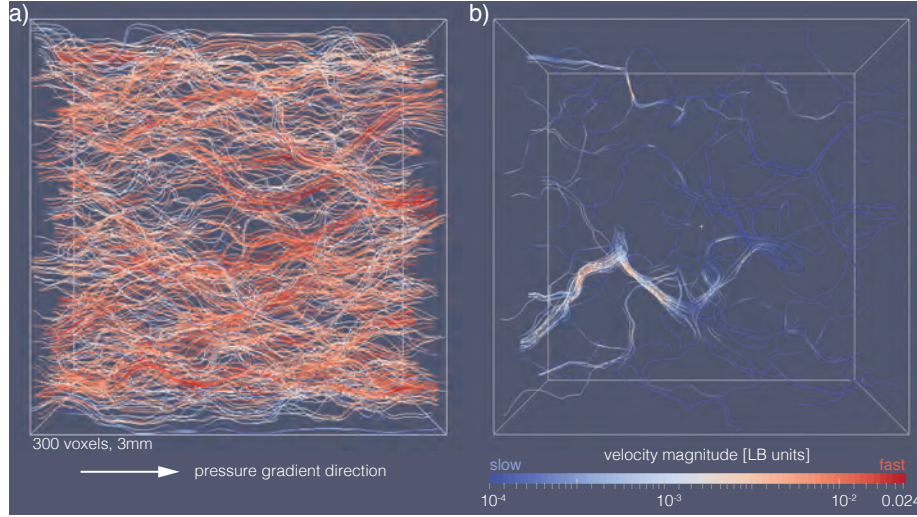 a)
b)
300 voxels, 3mm
pressure gradient direction
velocity magnitude [LB units]
slow
fast
10-4
10-3
10-2
0.024